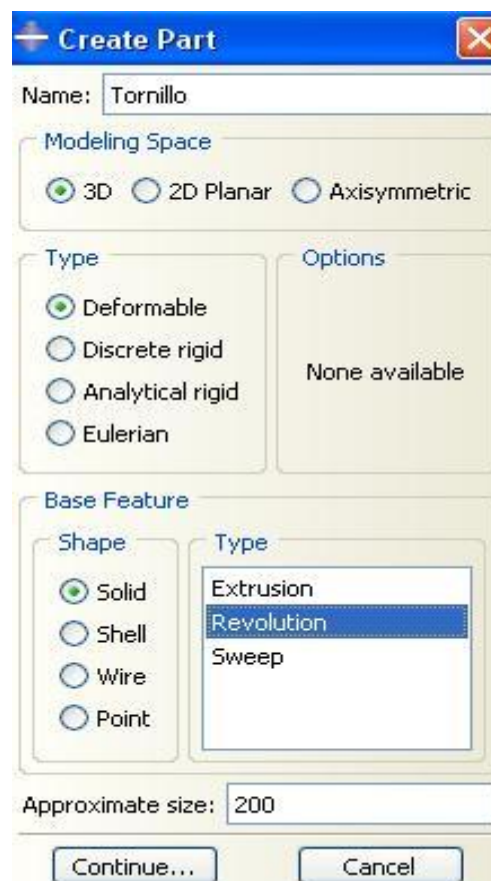 Create Part
Name: Tornillo
Modeling Space
3D 2D Planar Axisymmetric
Type
Deformable
Discrete rigid
Analytical rigid
Eulerian
Options
None available
Base Feature
Shape
Solid
Shell
Wire
Point
Type
Extrusion
Revolution
Sweep
Approximate size: 200
Continue... Cancel